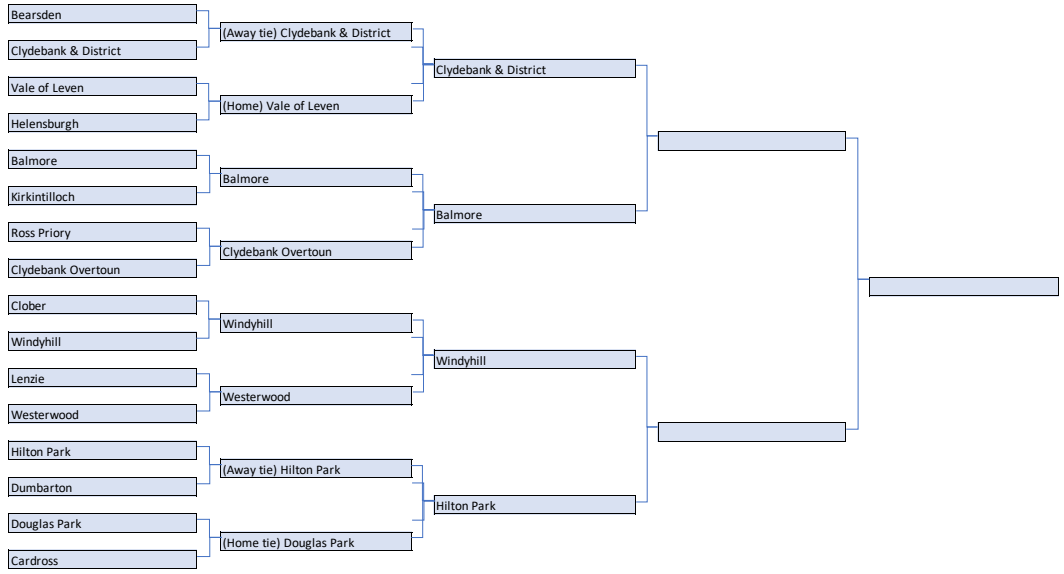 Bearsden
Clydebank & District
Vale of Leven
Helensburgh
Balmore
Kirkintilloch
Ross Priory
Clydebank Overtoun
Clober
Windyhill
Lenzie
Westerwood
Hilton Park
Dumbarton
Douglas Park
Cardross
(Away tie) Clydebank & District
(Home) Vale of Leven
Balmore
Clydebank Overtoun
Windyhill
Westerwood
(Away tie) Hilton Park
(Home tie) Douglas Park
Clydebank & District
Balmore
Windyhill
Hilton Park